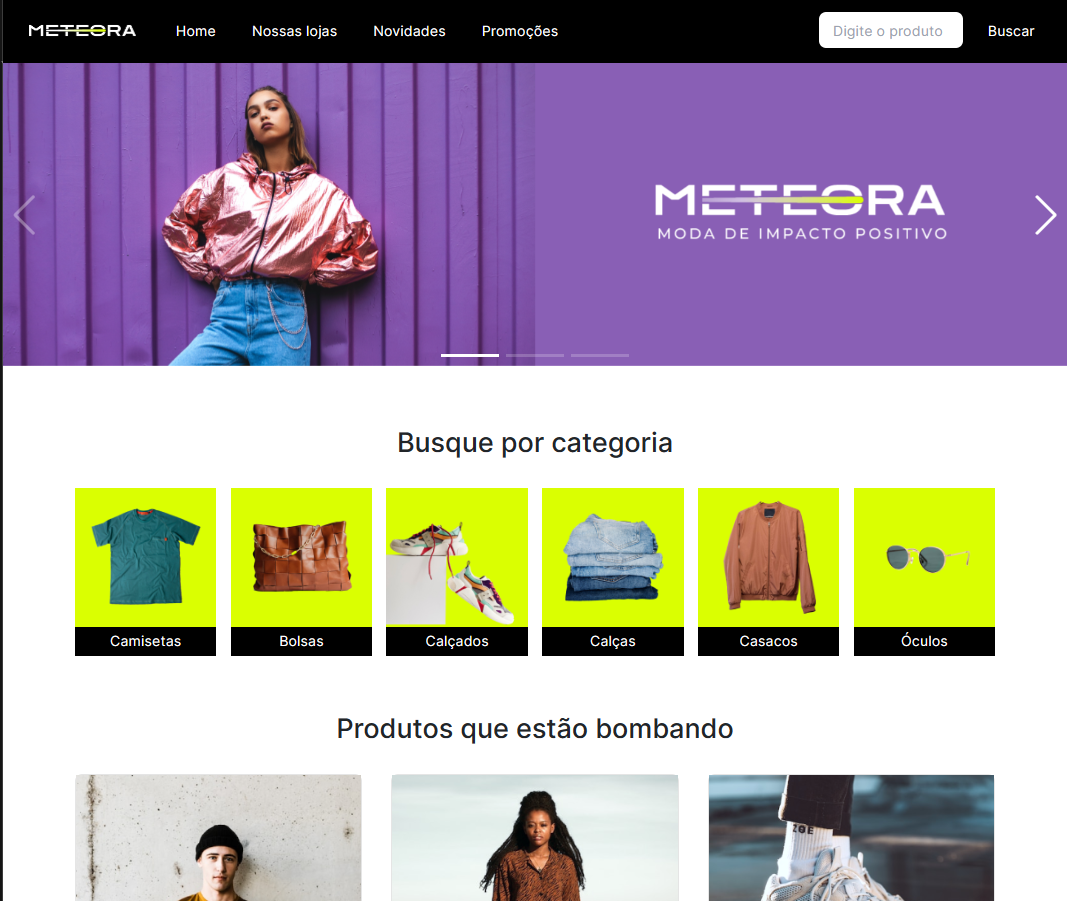 METEORA
Home
Nossas lojas
Novidades
Promoções
Digite o produto
Buscar
METEORA
MODA DE IMPACTO POSITIVO
Busque por categoria
Camisetas
Bolsas
Calçados
Calças
Casacos
Óculos
Produtos que estão bombando
ZGE